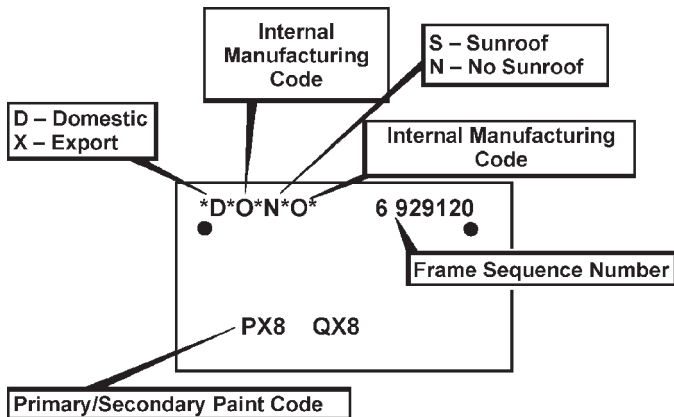 Internal
Manufacturing
Code
S – Sunroof
N – No Sunroof
D – Domestic
X – Export
Internal Manufacturing
Code
*D*O*N*O* 6 929120
Frame Sequence Number
PX8 QX8
Primary/Secondary Paint Code